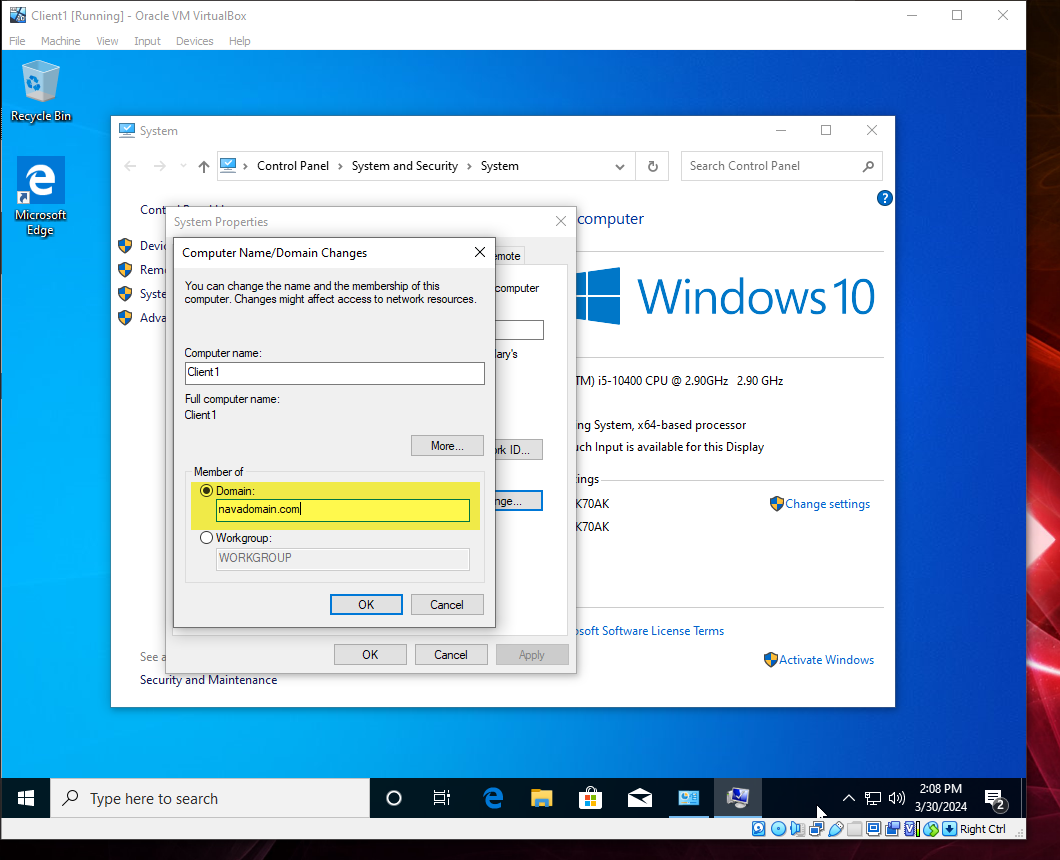 Client1 [Running] - Oracle VM VirtualBox
File Machine View Input Devices Help
Recycle Bin
Microsoft
Edge
System
Control Panel > System and Security > System
Search Control Panel
?
computer
System Properties
Computer Name/Domain Changes
You can change the name and the membership of this
computer. Changes might affect access to network resources.
Computer name:
Client1
Full computer name:
Client1
More...
Member of
Domain:
navadomain.com
Workgroup:
WORKGROUP
OK Cancel
emote
computer
ary's
rk ID...
nge...
OK Cancel Apply
Windows 10
TM) i5-10400 CPU @ 2.90GHz 2.90 GHz
ng System, x64-based processor
uch Input is available for this Display
ings
K70AK
Change settings
K70AK
osoft Software License Terms
Activate Windows
Cont
Devic
Remo
Syste
Adva
See a
Security and Maintenance
Type here to search
2:08 PM
3/30/2024
2
Right Ctrl